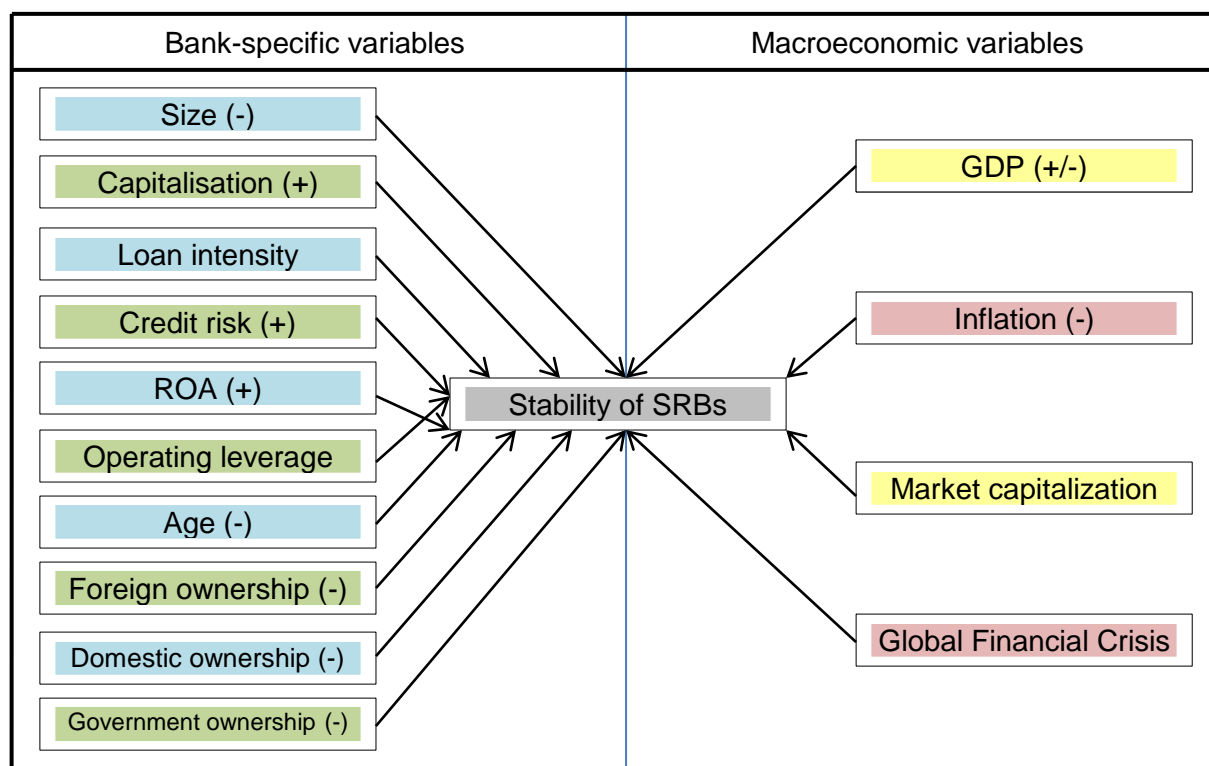 Bank-specific variables
Macroeconomic variables
Size (-)
Capitalisation (+)
Loan intensity
Credit risk (+)
ROA (+)
Operating leverage
Age (-)
Foreign ownership (-)
Domestic ownership (-)
Government ownership (-)
Stability of SRBs
GDP (+/-)
Inflation (-)
Market capitalization
Global Financial Crisis